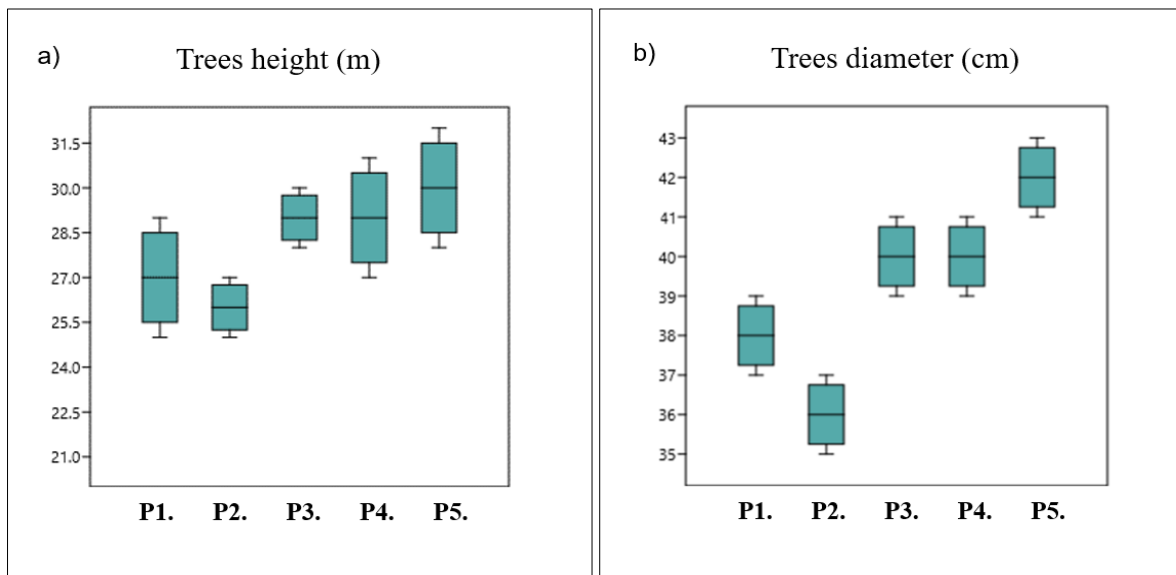 a)
Trees height (m)
31.5
30.0
28.5
27.0
25.5
24.0
22.5
21.0
P1. P2. P3. P4. P5.
b)
Trees diameter (cm)
43
42
41
40
39
38
37
36
35
P1. P2. P3. P4. P5.